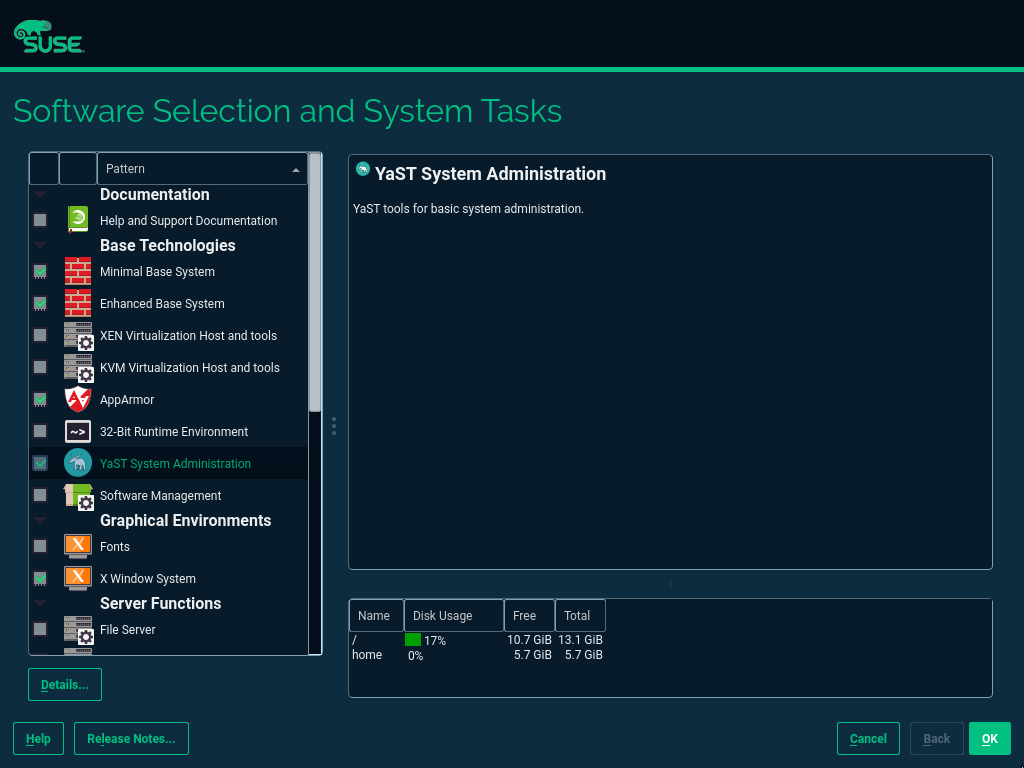 SUSE
Software Selection and System Tasks
Pattern
Documentation
Help and Support Documentation
Base Technologies
Minimal Base System
Enhanced Base System
XEN Virtualization Host and tools
KVM Virtualization Host and tools
AppArmor
~>
32-Bit Runtime Environment
YaST System Administration
Software Management
Graphical Environments
X
Fonts
X
X Window System
Server Functions
File Server
Details...
YaST System Administration
YaST tools for basic system administration.
Name Disk Usage Free Total
/ 17% 10.7 GiB 13.1 GiB
home 0% 5.7 GiB 5.7 GiB
Help Release Notes... Cancel Back OK